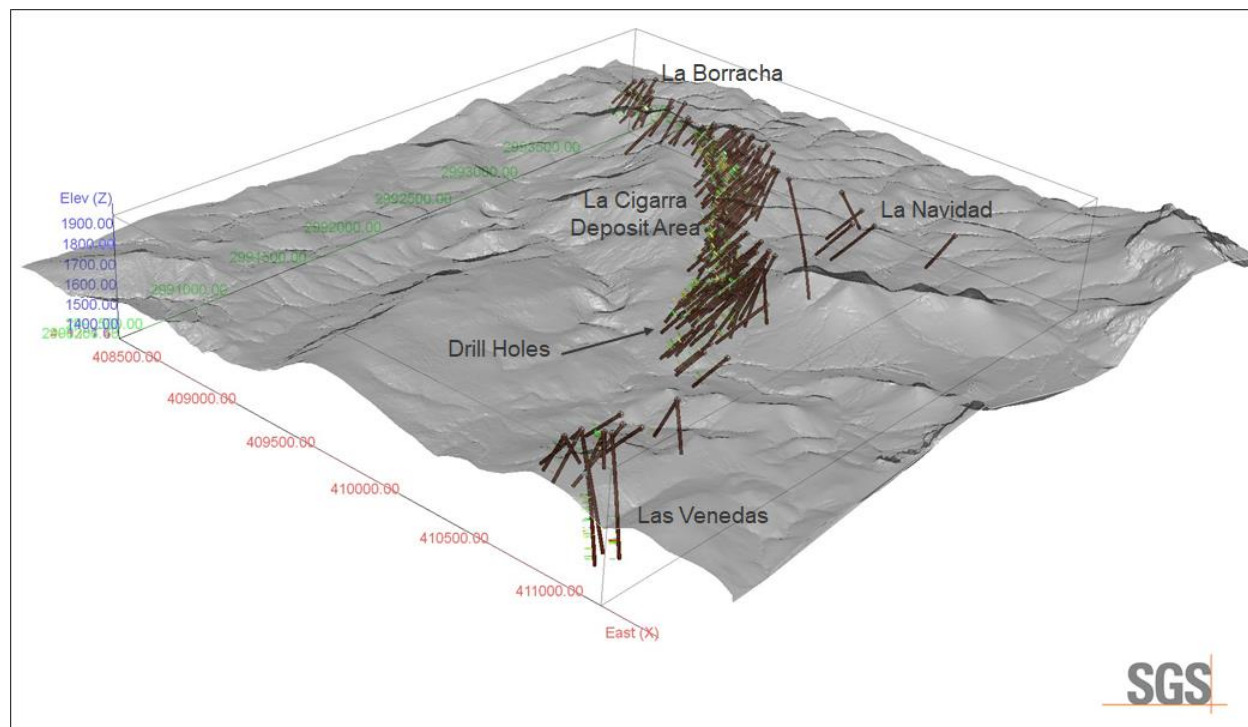 La Borracha
2993500.00
2993000.00
La Cigarra
Deposit Area
La Navidad
2992500.00
Elev (Z)
1900.00
1800.00
1700.00
1600.00
1500.00
1400.00
2992000.00
2991500.00
2991000.00
408500.00
Drill Holes
409000.00
409500.00
410000.00
Las Venedas
410500.00
411000.00
East (X)
SGS